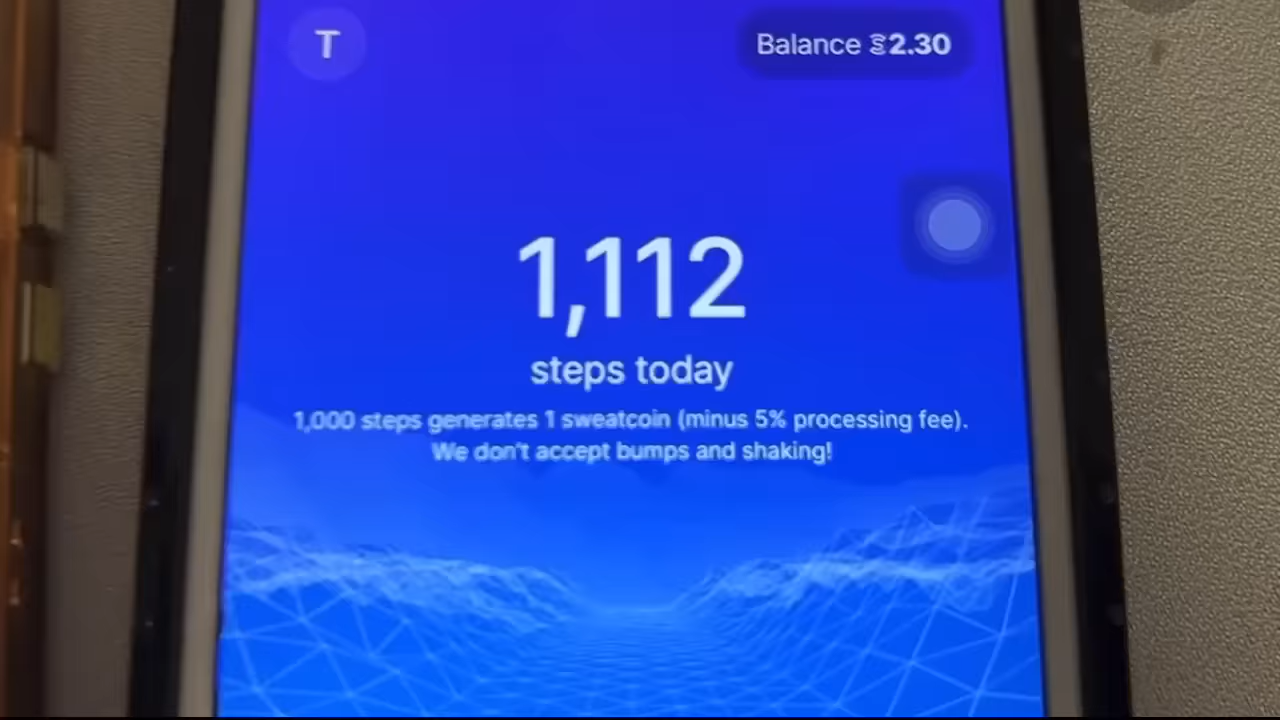 T
Balance 2.30
1,112
steps today
1,000 steps generates 1 sweatcoin (minus 5% processing fee).
We don't accept bumps and shaking!